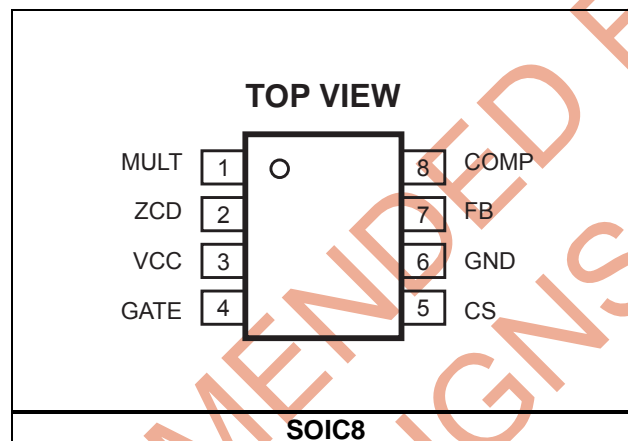 TOP VIEW
MULT 1 8 COMP
ZCD 2 7 FB
VCC 3 6 GND
GATE 4 5 CS
SOIC8